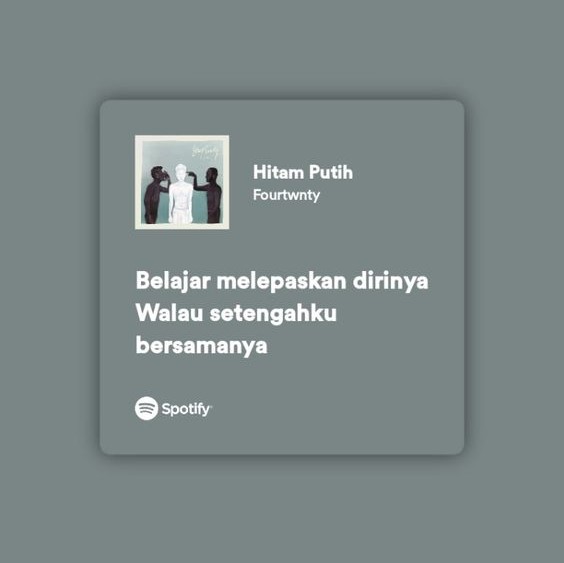 Hitam Putih
Fourtwnty
Belajar melepaskan dirinya
Walau setengahku
bersamanya
Spotify